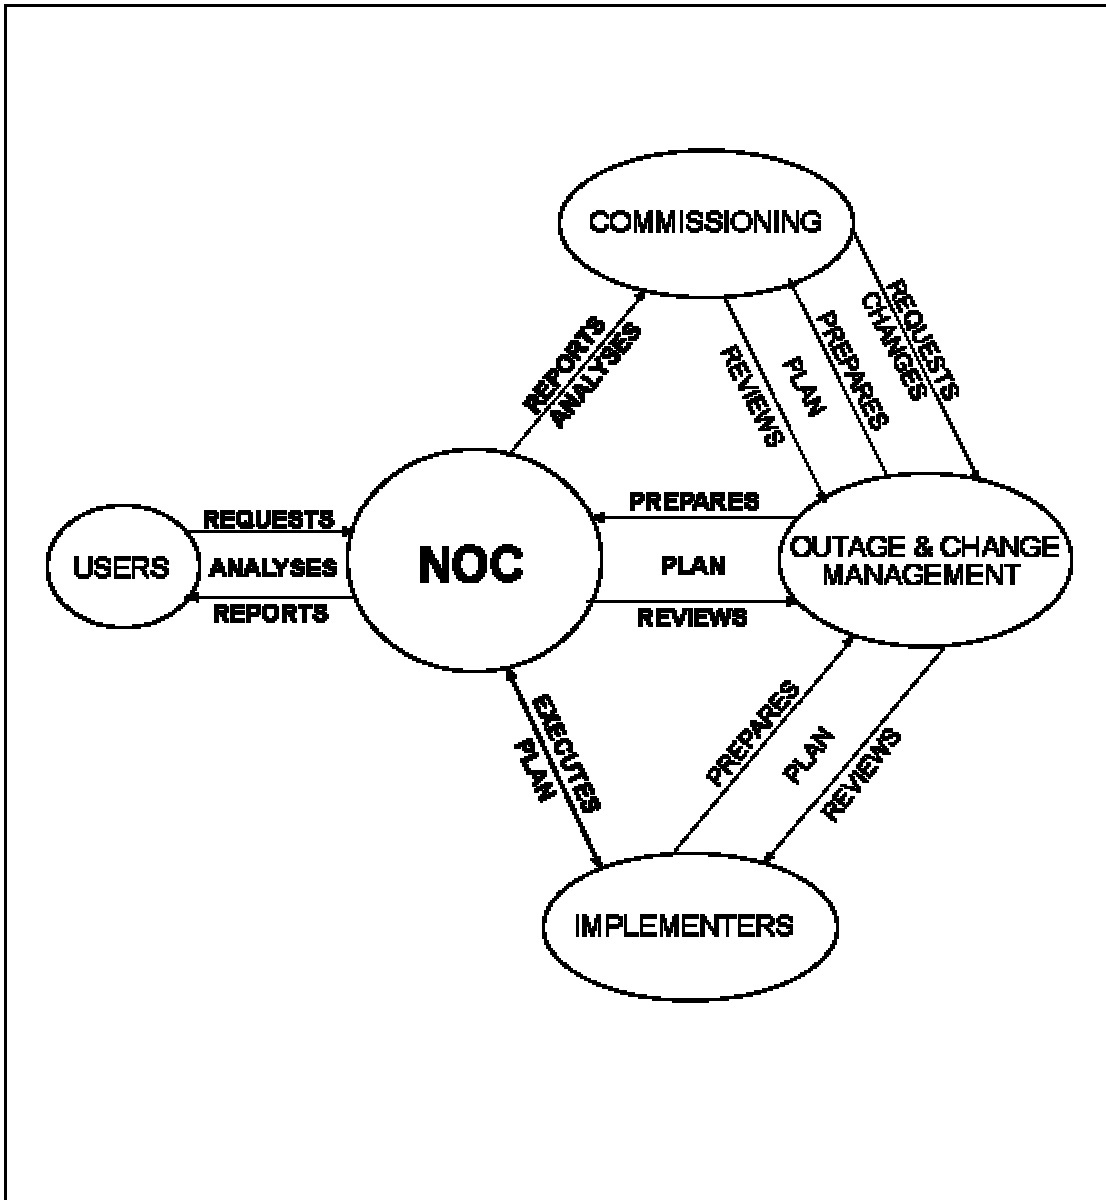 COMMISSIONING
REQUESTS
CHANGES
PREPARES
PLAN
REVIEWS
REPORTS
ANALYSES
PREPARES
PLAN
REVIEWS
REQUESTS
ANALYSES
REPORTS
USERS
NOC
OUTAGE & CHANGE
MANAGEMENT
EXECUTES
PLAN
PREPARES
PLAN
REVIEWS
IMPLEMENTERS